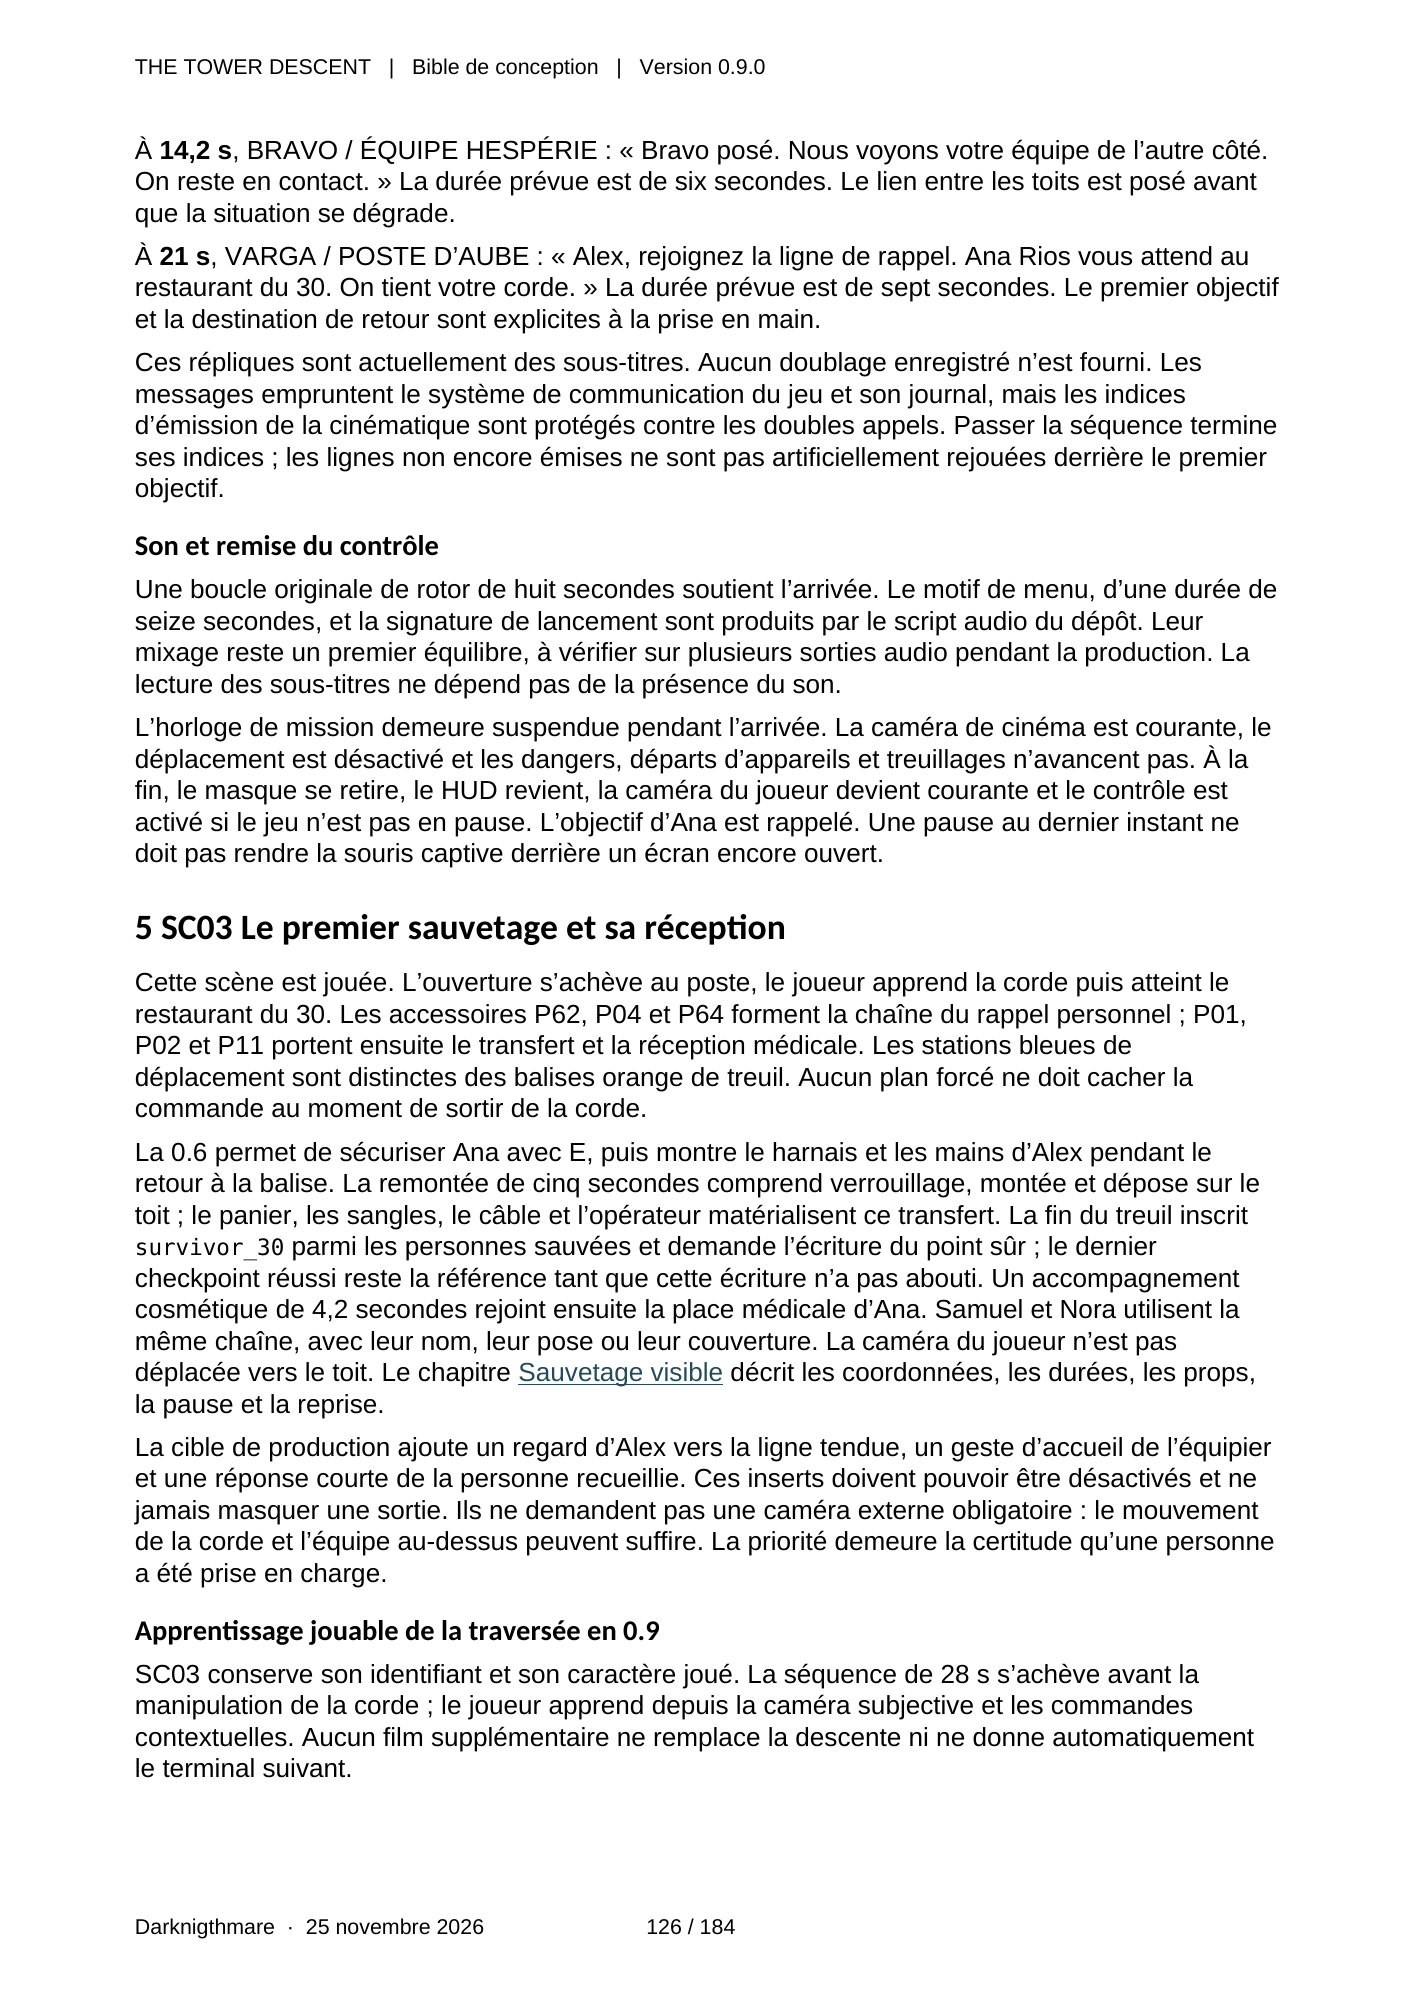 THE TOWER DESCENT | Bible de conception | Version 0.9.0
À 14,2 s, BRAVO / ÉQUIPE HESPÉRIE : « Bravo posé. Nous voyons votre équipe de l’autre côté.
On reste en contact. » La durée prévue est de six secondes. Le lien entre les toits est posé avant
que la situation se dégrade.
À 21 s, VARGA / POSTE D’AUBE : « Alex, rejoignez la ligne de rappel. Ana Rios vous attend au
restaurant du 30. On tient votre corde. » La durée prévue est de sept secondes. Le premier objectif
et la destination de retour sont explicites à la prise en main.
Ces répliques sont actuellement des sous-titres. Aucun doublage enregistré n’est fourni. Les
messages empruntent le système de communication du jeu et son journal, mais les indices
d’émission de la cinématique sont protégés contre les doubles appels. Passer la séquence termine
ses indices ; les lignes non encore émises ne sont pas artificiellement rejouées derrière le premier
objectif.
Son et remise du contrôle
Une boucle originale de rotor de huit secondes soutient l’arrivée. Le motif de menu, d’une durée de
seize secondes, et la signature de lancement sont produits par le script audio du dépôt. Leur
mixage reste un premier équilibre, à vérifier sur plusieurs sorties audio pendant la production. La
lecture des sous-titres ne dépend pas de la présence du son.
L’horloge de mission demeure suspendue pendant l’arrivée. La caméra de cinéma est courante, le
déplacement est désactivé et les dangers, départs d’appareils et treuillages n’avancent pas. À la
fin, le masque se retire, le HUD revient, la caméra du joueur devient courante et le contrôle est
activé si le jeu n’est pas en pause. L’objectif d’Ana est rappelé. Une pause au dernier instant ne
doit pas rendre la souris captive derrière un écran encore ouvert.
5 SC03 Le premier sauvetage et sa réception
Cette scène est jouée. L’ouverture s’achève au poste, le joueur apprend la corde puis atteint le
restaurant du 30. Les accessoires P62, P04 et P64 forment la chaîne du rappel personnel ; P01,
P02 et P11 portent ensuite le transfert et la réception médicale. Les stations bleues de
déplacement sont distinctes des balises orange de treuil. Aucun plan forcé ne doit cacher la
commande au moment de sortir de la corde.
La 0.6 permet de sécuriser Ana avec E, puis montre le harnais et les mains d’Alex pendant le
retour à la balise. La remontée de cinq secondes comprend verrouillage, montée et dépose sur le
toit ; le panier, les sangles, le câble et l’opérateur matérialisent ce transfert. La fin du treuil inscrit
survivor_30 parmi les personnes sauvées et demande l’écriture du point sûr ; le dernier
checkpoint réussi reste la référence tant que cette écriture n’a pas abouti. Un accompagnement
cosmétique de 4,2 secondes rejoint ensuite la place médicale d’Ana. Samuel et Nora utilisent la
même chaîne, avec leur nom, leur pose ou leur couverture. La caméra du joueur n’est pas
déplacée vers le toit. Le chapitre Sauvetage visible décrit les coordonnées, les durées, les props,
la pause et la reprise.
La cible de production ajoute un regard d’Alex vers la ligne tendue, un geste d’accueil de l’équipier
et une réponse courte de la personne recueillie. Ces inserts doivent pouvoir être désactivés et ne
jamais masquer une sortie. Ils ne demandent pas une caméra externe obligatoire : le mouvement
de la corde et l’équipe au-dessus peuvent suffire. La priorité demeure la certitude qu’une personne
a été prise en charge.
Apprentissage jouable de la traversée en 0.9
SC03 conserve son identifiant et son caractère joué. La séquence de 28 s s’achève avant la
manipulation de la corde ; le joueur apprend depuis la caméra subjective et les commandes
contextuelles. Aucun film supplémentaire ne remplace la descente ni ne donne automatiquement
le terminal suivant.
Darknigthmare · 25 novembre 2026 126 / 184